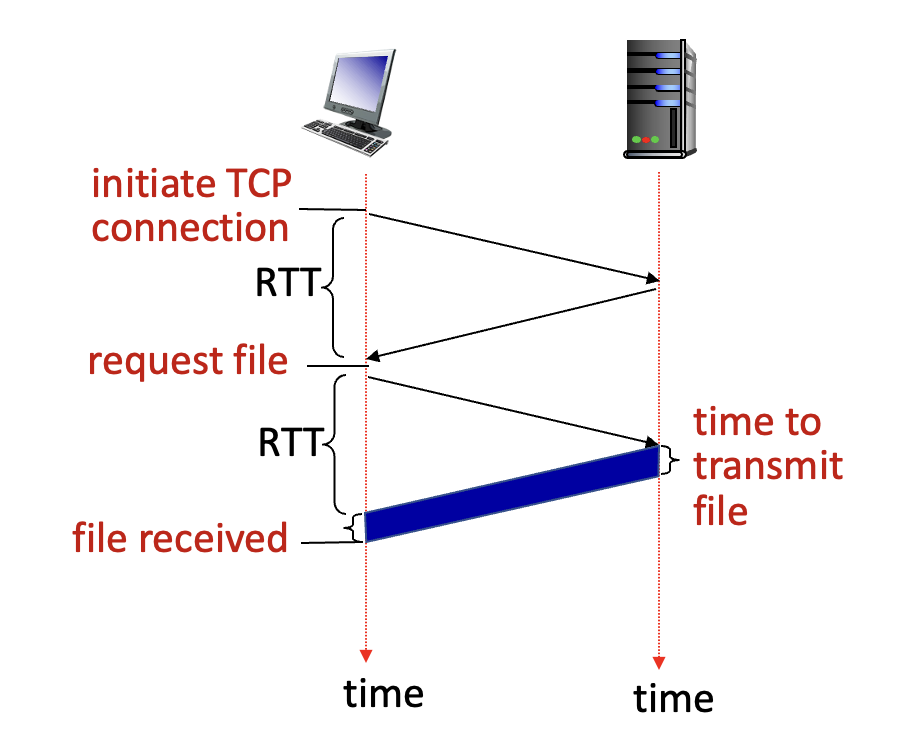 initiate TCP
connection
RTT
request file
RTT
time to
transmit
file
file received
time
time